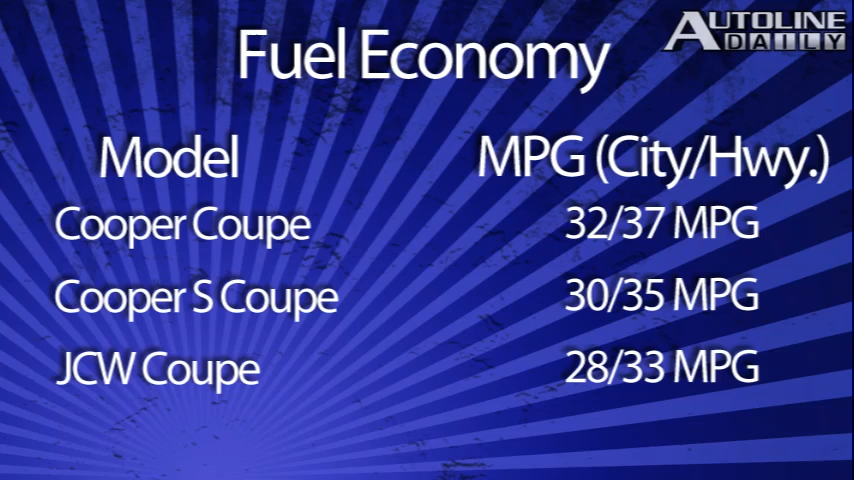 AUTOLINE
DAILY
Fuel Economy
Model MPG (City/Hwy.)
Cooper Coupe 32/37 MPG
Cooper S Coupe 30/35 MPG
JCW Coupe 28/33 MPG